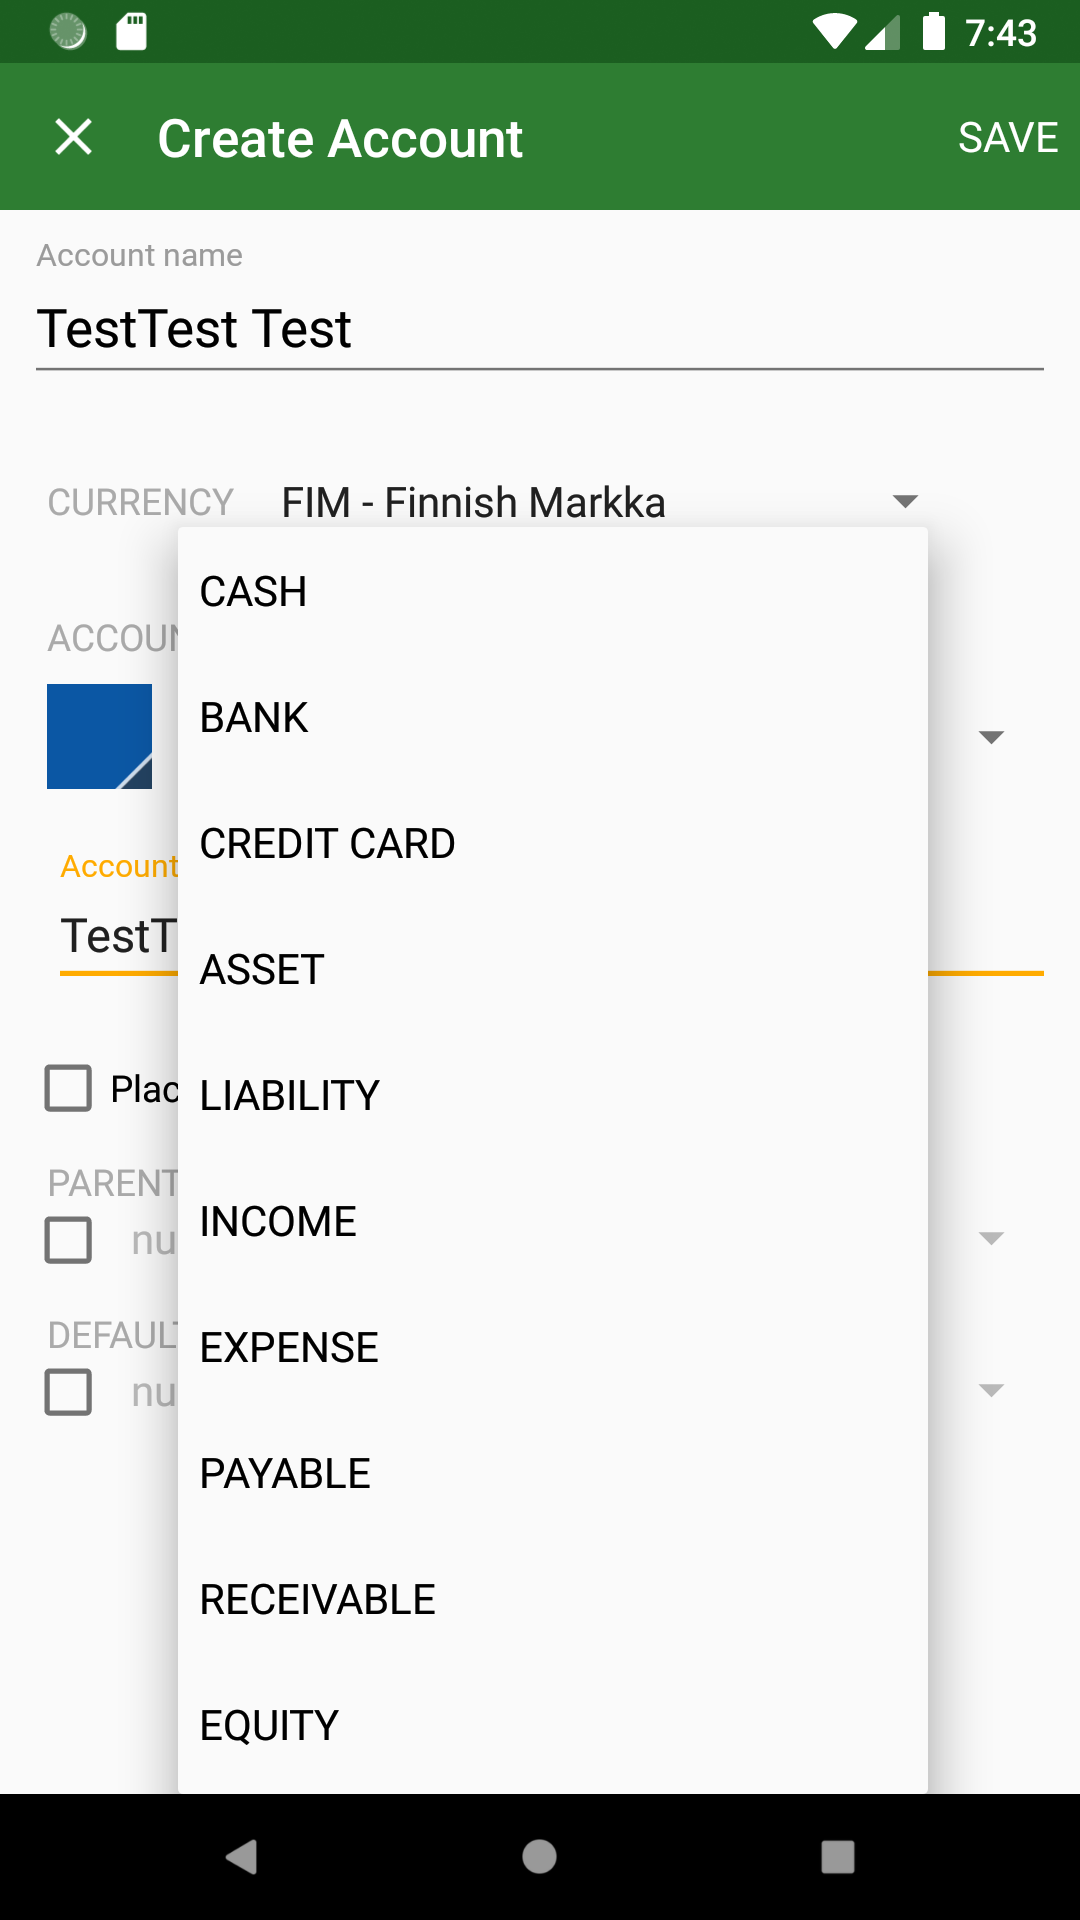 7:43
Create Account
SAVE
Account name
TestTest Test
CURRENCY FIM - Finnish Markka
CASH
ACCOUN
BANK
CREDIT CARD
Account
TestT
ASSET
Plac
LIABILITY
PARENT
INCOME
nu
DEFAULT
EXPENSE
nu
PAYABLE
RECEIVABLE
EQUITY